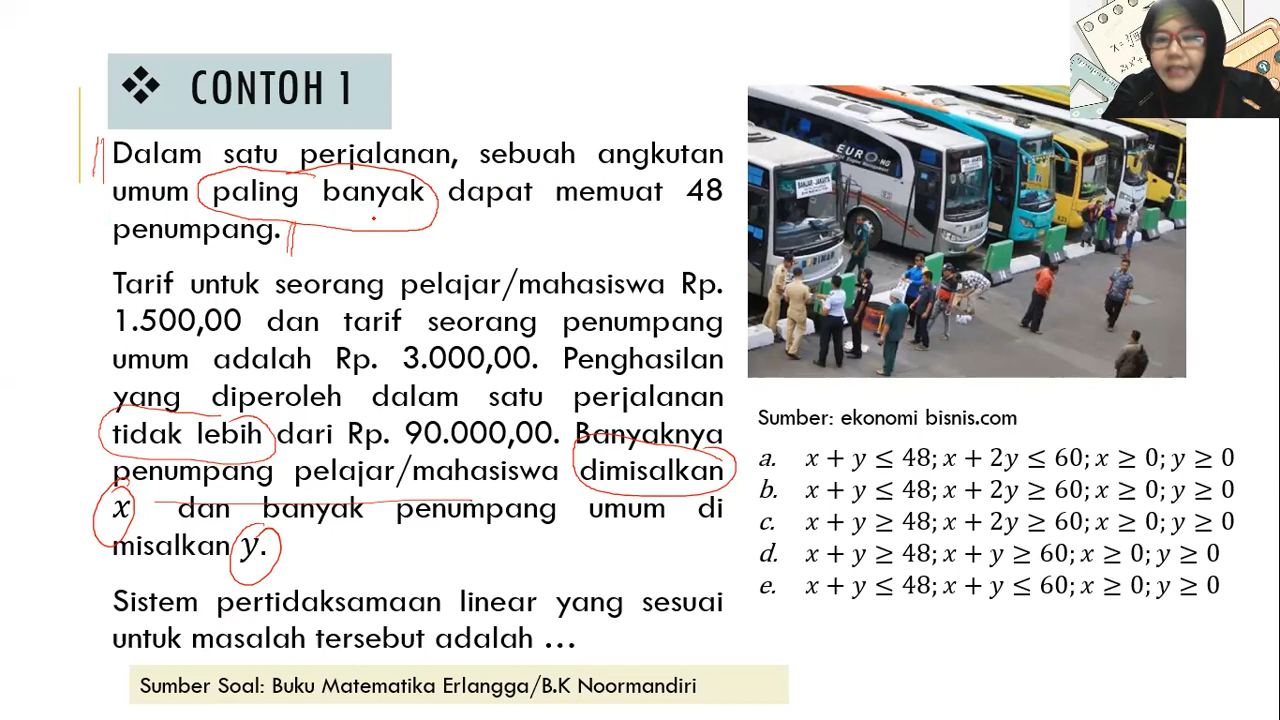 CONTOH 1
Dalam satu perjalanan, sebuah angkutan
umum paling banyak dapat memuat 48
penumpang.
Tarif untuk seorang pelajar/mahasiswa Rp.
1.500,00 dan tarif seorang penumpang
umum adalah Rp. 3.000,00. Penghasilan
yang diperoleh dalam satu perjalanan
tidak lebih dari Rp. 90.000,00. Banyaknya
penumpang pelajar/mahasiswa dimisalkan
x dan banyak penumpang umum di
misalkan y.
Sistem pertidaksamaan linear yang sesuai
untuk masalah tersebut adalah …
Sumber Soal: Buku Matematika Erlangga/B.K Noormandiri
EURO
BANJAR-JAKARTA
Sumber: ekonomi bisnis.com
a. x + y ≤ 48; x + 2y ≤ 60; x ≥ 0; y ≥ 0
b. x + y ≤ 48; x + 2y ≥ 60; x ≥ 0; y ≥ 0
c. x + y ≥ 48; x + 2y ≥ 60; x ≥ 0; y ≥ 0
d. x + y ≥ 48; x + y ≥ 60; x ≥ 0; y ≥ 0
e. x + y ≤ 48; x + y ≤ 60; x ≥ 0; y ≥ 0